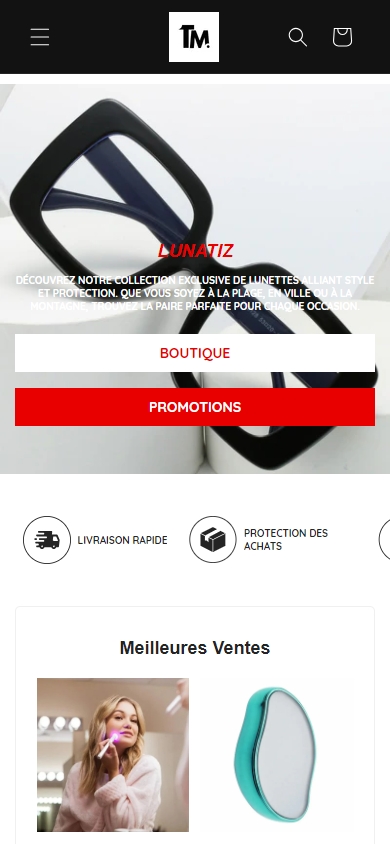 TM.
LUNATIZ
DÉCOUVREZ NOTRE COLLECTION EXCLUSIVE DE LUNETTES ALLIANT STYLE
ET PROTECTION. QUE VOUS SOYEZ À LA PLAGE, EN VILLE OU À LA
MONTAGNE, TROUVEZ LA PAIRE PARFAITE POUR CHAQUE OCCASION.
BOUTIQUE
PROMOTIONS
LIVRAISON RAPIDE
PROTECTION DES
ACHATS
Meilleures Ventes